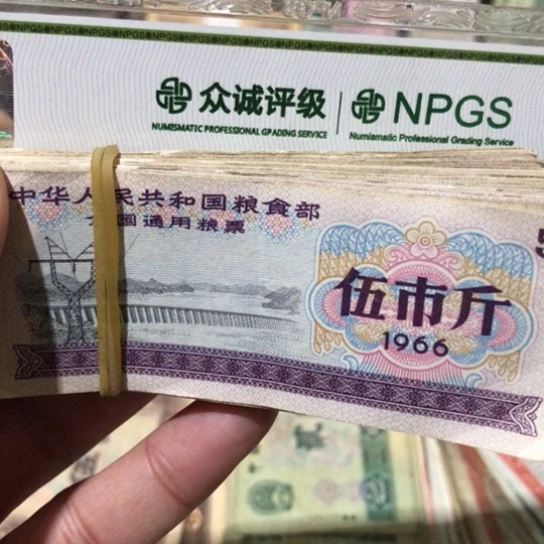 众诚评级 NPGS
NUMISMATIC PROFESSIONAL GPADING SERVICE Numismatic Professional Grading Service
中华人民共和国粮食部
全国通用粮票
伍市斤
1966